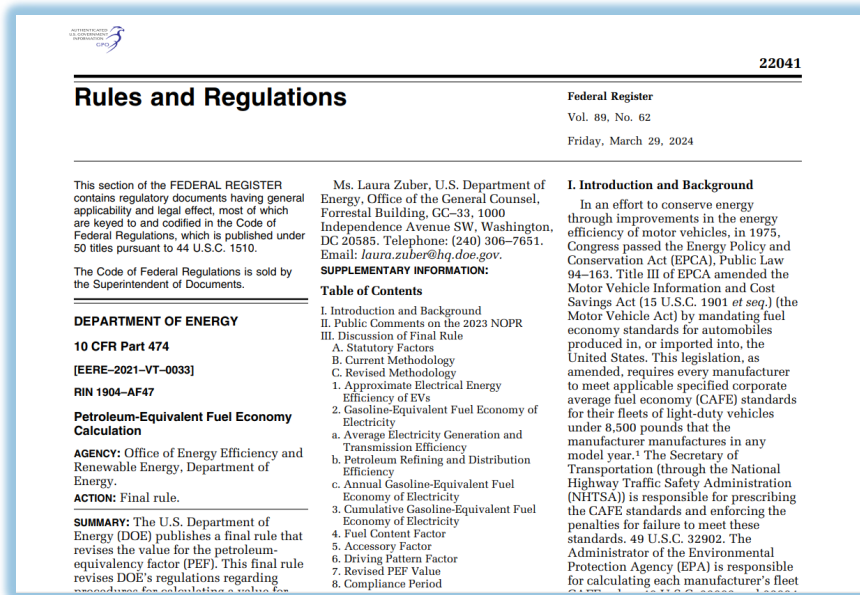 AUTHENTICATED
U.S. GOVERNMENT
INFORMATION
GPO
22041
Rules and Regulations
Federal Register
Vol. 89, No. 62
Friday, March 29, 2024
This section of the FEDERAL REGISTER
contains regulatory documents having general
applicability and legal effect, most of which
are keyed to and codified in the Code of
Federal Regulations, which is published under
50 titles pursuant to 44 U.S.C. 1510.
The Code of Federal Regulations is sold by
the Superintendent of Documents.
DEPARTMENT OF ENERGY
10 CFR Part 474
[EERE–2021–VT–0033]
RIN 1904–AF47
Petroleum-Equivalent Fuel Economy
Calculation
AGENCY: Office of Energy Efficiency and
Renewable Energy, Department of
Energy.
ACTION: Final rule.
SUMMARY: The U.S. Department of
Energy (DOE) publishes a final rule that
revises the value for the petroleum-
equivalency factor (PEF). This final rule
revises DOE's regulations regarding
procedures for calculating a value for
Ms. Laura Zuber, U.S. Department of
Energy, Office of the General Counsel,
Forrestal Building, GC–33, 1000
Independence Avenue SW, Washington,
DC 20585. Telephone: (240) 306–7651.
Email: laura.zuber@hq.doe.gov.
SUPPLEMENTARY INFORMATION:
Table of Contents
I. Introduction and Background
II. Public Comments on the 2023 NOPR
III. Discussion of Final Rule
A. Statutory Factors
B. Current Methodology
C. Revised Methodology
1. Approximate Electrical Energy
Efficiency of EVs
2. Gasoline-Equivalent Fuel Economy of
Electricity
a. Average Electricity Generation and
Transmission Efficiency
b. Petroleum Refining and Distribution
Efficiency
c. Annual Gasoline-Equivalent Fuel
Economy of Electricity
3. Cumulative Gasoline-Equivalent Fuel
Economy of Electricity
4. Fuel Content Factor
5. Accessory Factor
6. Driving Pattern Factor
7. Revised PEF Value
8. Compliance Period
I. Introduction and Background
In an effort to conserve energy
through improvements in the energy
efficiency of motor vehicles, in 1975,
Congress passed the Energy Policy and
Conservation Act (EPCA), Public Law
94–163. Title III of EPCA amended the
Motor Vehicle Information and Cost
Savings Act (15 U.S.C. 1901 et seq.) (the
Motor Vehicle Act) by mandating fuel
economy standards for automobiles
produced in, or imported into, the
United States. This legislation, as
amended, requires every manufacturer
to meet applicable specified corporate
average fuel economy (CAFE) standards
for their fleets of light-duty vehicles
under 8,500 pounds that the
manufacturer manufactures in any
model year.¹ The Secretary of
Transportation (through the National
Highway Traffic Safety Administration
(NHTSA)) is responsible for prescribing
the CAFE standards and enforcing the
penalties for failure to meet these
standards. 49 U.S.C. 32902. The
Administrator of the Environmental
Protection Agency (EPA) is responsible
for calculating each manufacturer's fleet